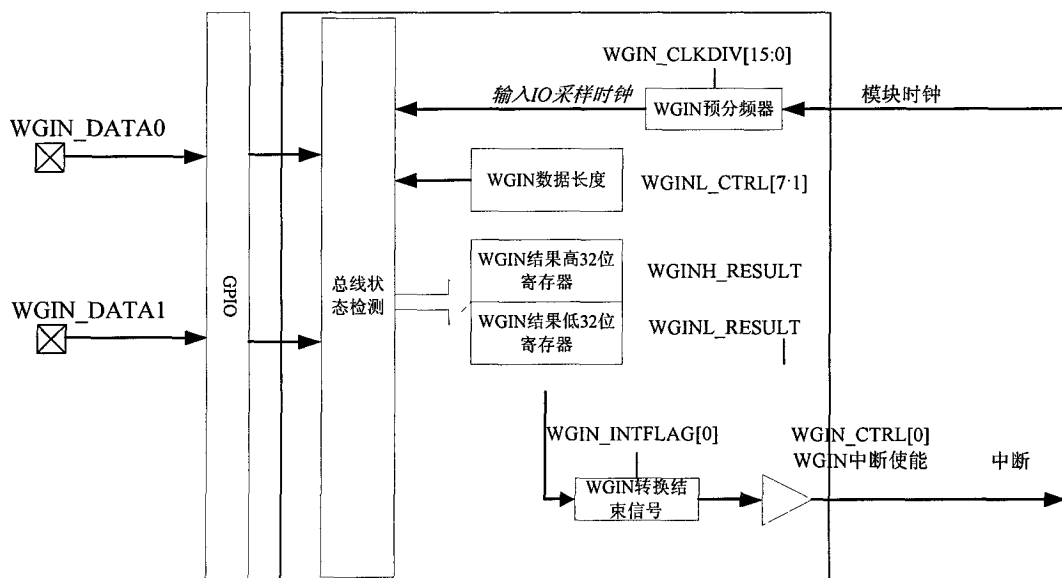 WGIN_CLKDIV[15:0]
输入IO采样时钟
WGIN预分频器
模块时钟
WGIN_DATA0
WGIN数据长度
WGINL_CTRL[7:1]
GPIO
总线状
态检测
WGIN结果高32位
寄存器
WGINH_RESULT
WGIN_DATA1
WGIN结果低32位
寄存器
WGINL_RESULT
WGIN_INTFLAG[0]
WGIN_CTRL[0]
WGIN中断使能
中断
WGIN转换结
束信号